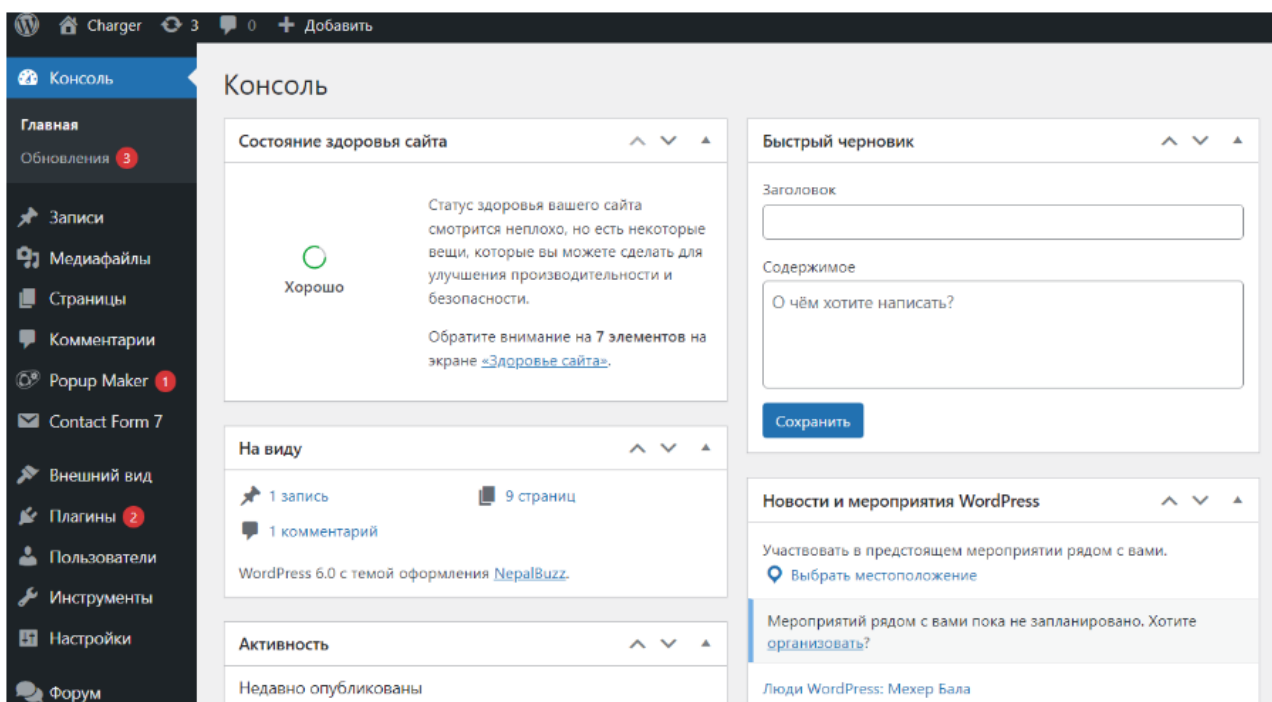 Charger 3 0 Добавить
Консоль
Главная
Обновления 3
Записи
Медиафайлы
Страницы
Комментарии
Popup Maker 1
Contact Form 7
Внешний вид
Плагины 2
Пользователи
Инструменты
Настройки
Форум
Консоль
Состояние здоровья сайта
Хорошо
Статус здоровья вашего сайта
смотрится неплохо, но есть некоторые
вещи, которые вы можете сделать для
улучшения производительности и
безопасности.
Обратите внимание на 7 элементов на
экране «Здоровье сайта».
На виду
1 запись
9 страниц
1 комментарий
WordPress 6.0 с темой оформления NepalBuzz.
Активность
Недавно опубликованы
Быстрый черновик
Заголовок
Содержимое
О чём хотите написать?
Сохранить
Новости и мероприятия WordPress
Участвовать в предстоящем мероприятии рядом с вами.
Выбрать местоположение
Мероприятий рядом с вами пока не запланировано. Хотите
организовать?
Люди WordPress: Мехер Бала